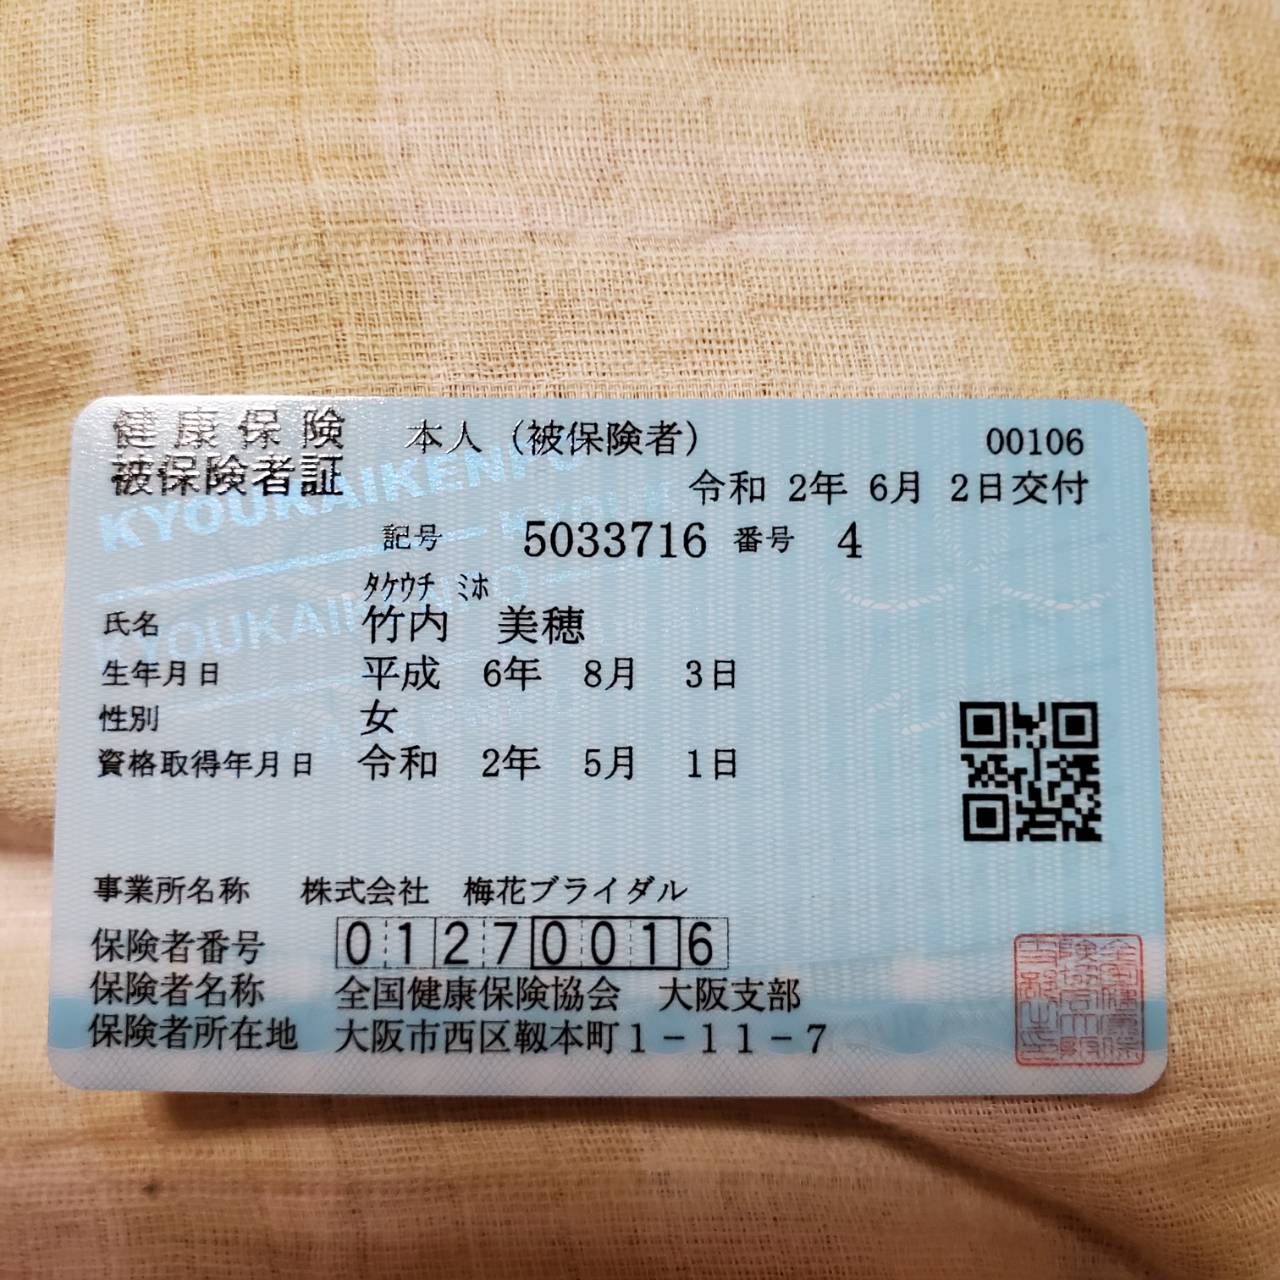 健康保険 本人（被保険者） 00106
被保険者証 令和 2年 6月 2日交付
KYOUKAIKENPO
記号 5033716 番号 4
ﾀｹｳﾁ ﾐﾎ
氏名 竹内 美穂
生年月日 平成 6年 8月 3日
性別 女
資格取得年月日 令和 2年 5月 1日
事業所名称 株式会社 梅花ブライダル
保険者番号 01270016
保険者名称 全国健康保険協会 大阪支部
保険者所在地 大阪市西区靱本町1－11－7